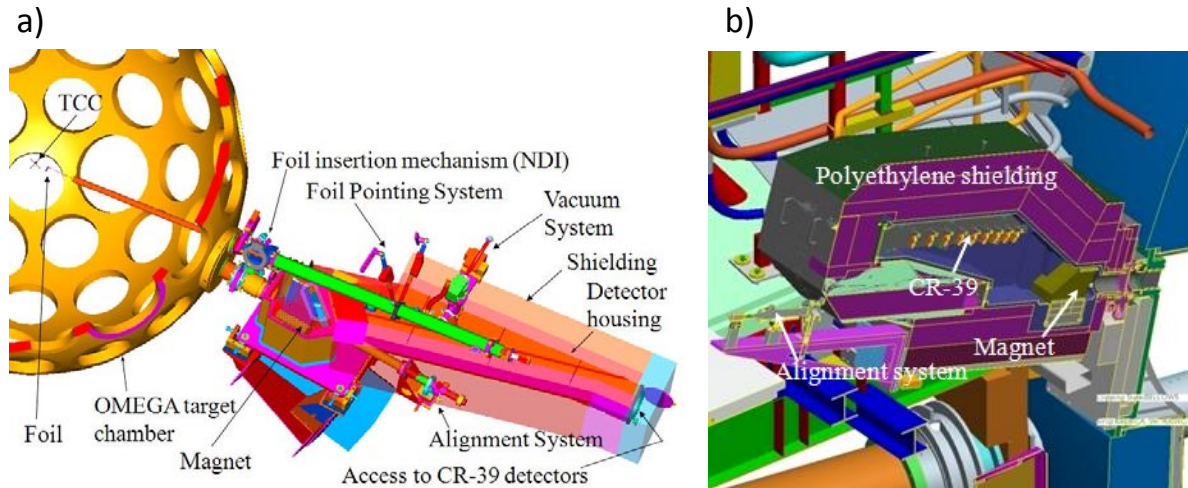 a)
TCC
Foil insertion mechanism (NDI)
Foil Pointing System
Vacuum
System
Shielding
Detector
housing
OMEGA target
chamber
Foil
Magnet
Alignment System
Access to CR-39 detectors
b)
Polyethylene shielding
CR-39
Magnet
Alignment system